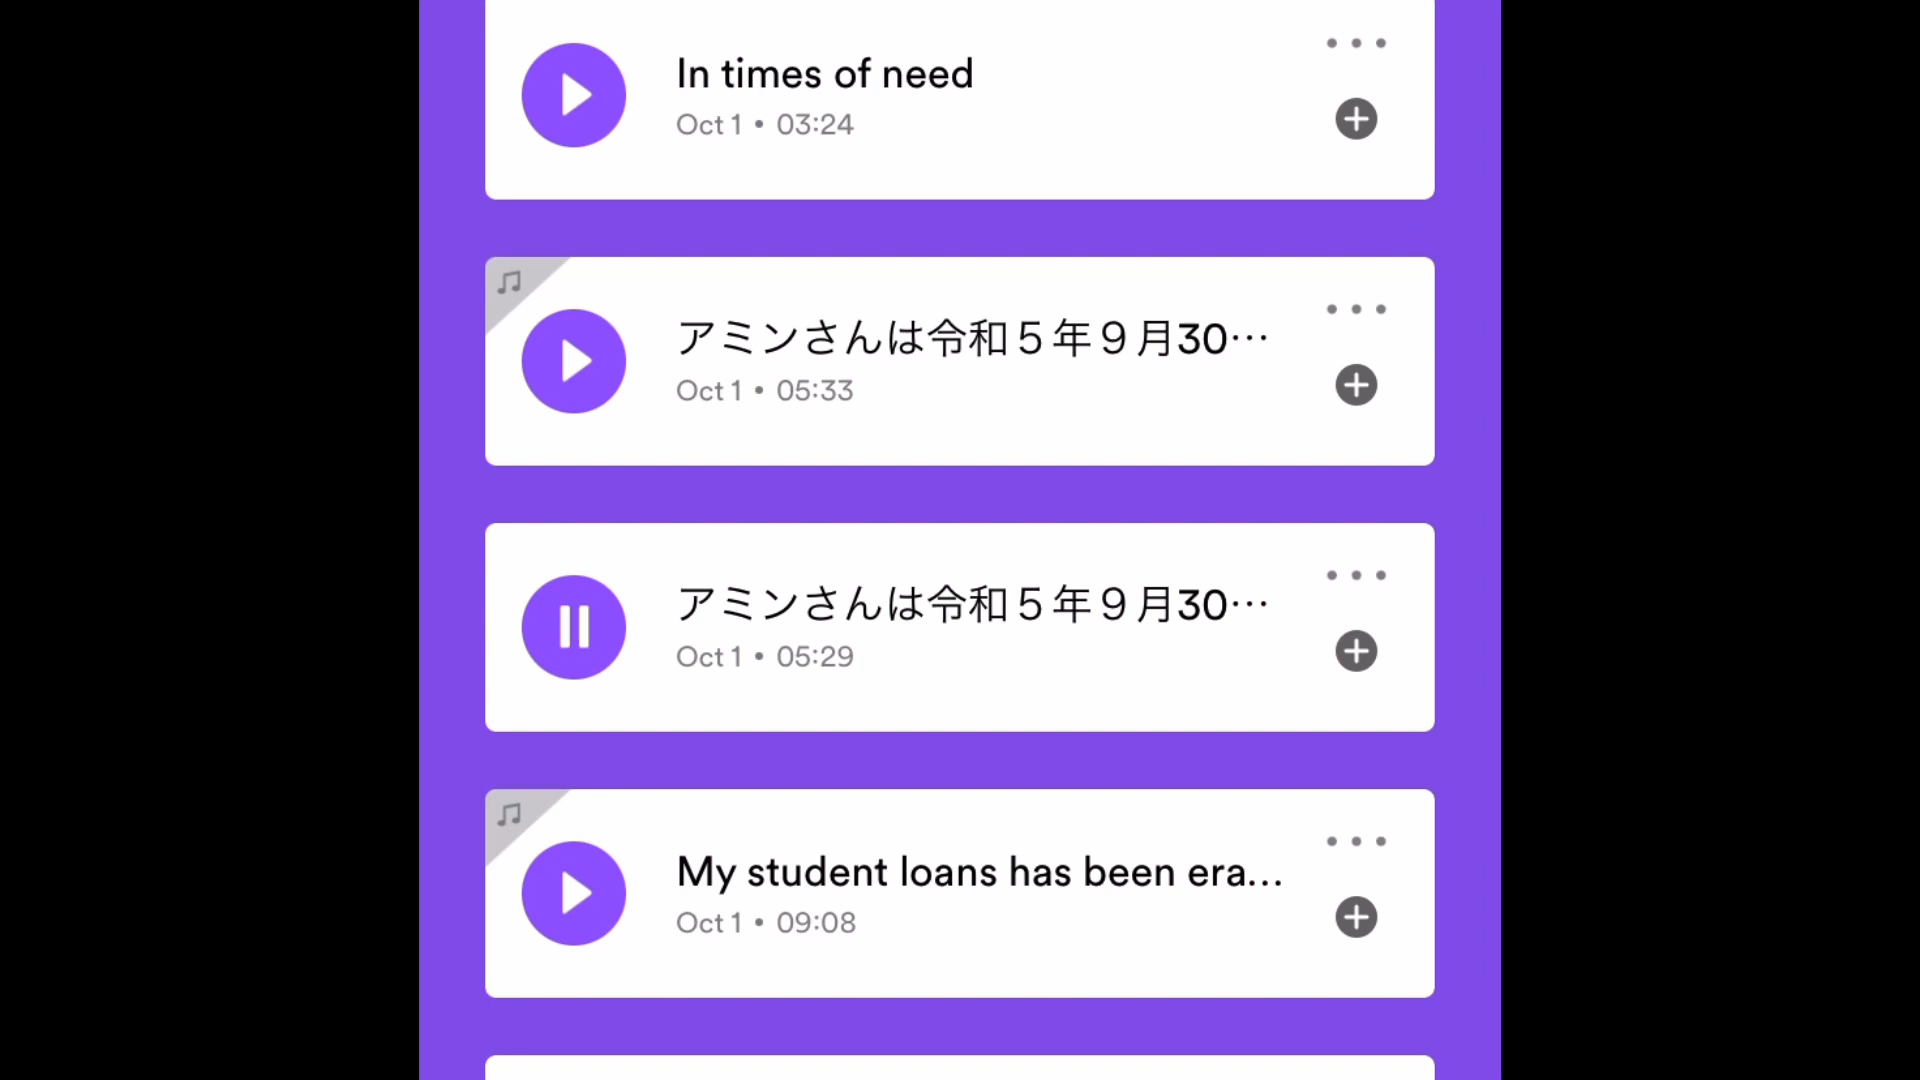 In times of need
Oct 1 • 03:24
アミンさんは令和５年９月30…
Oct 1 • 05:33
アミンさんは令和５年９月30…
Oct 1 • 05:29
My student loans has been era...
Oct 1 • 09:08